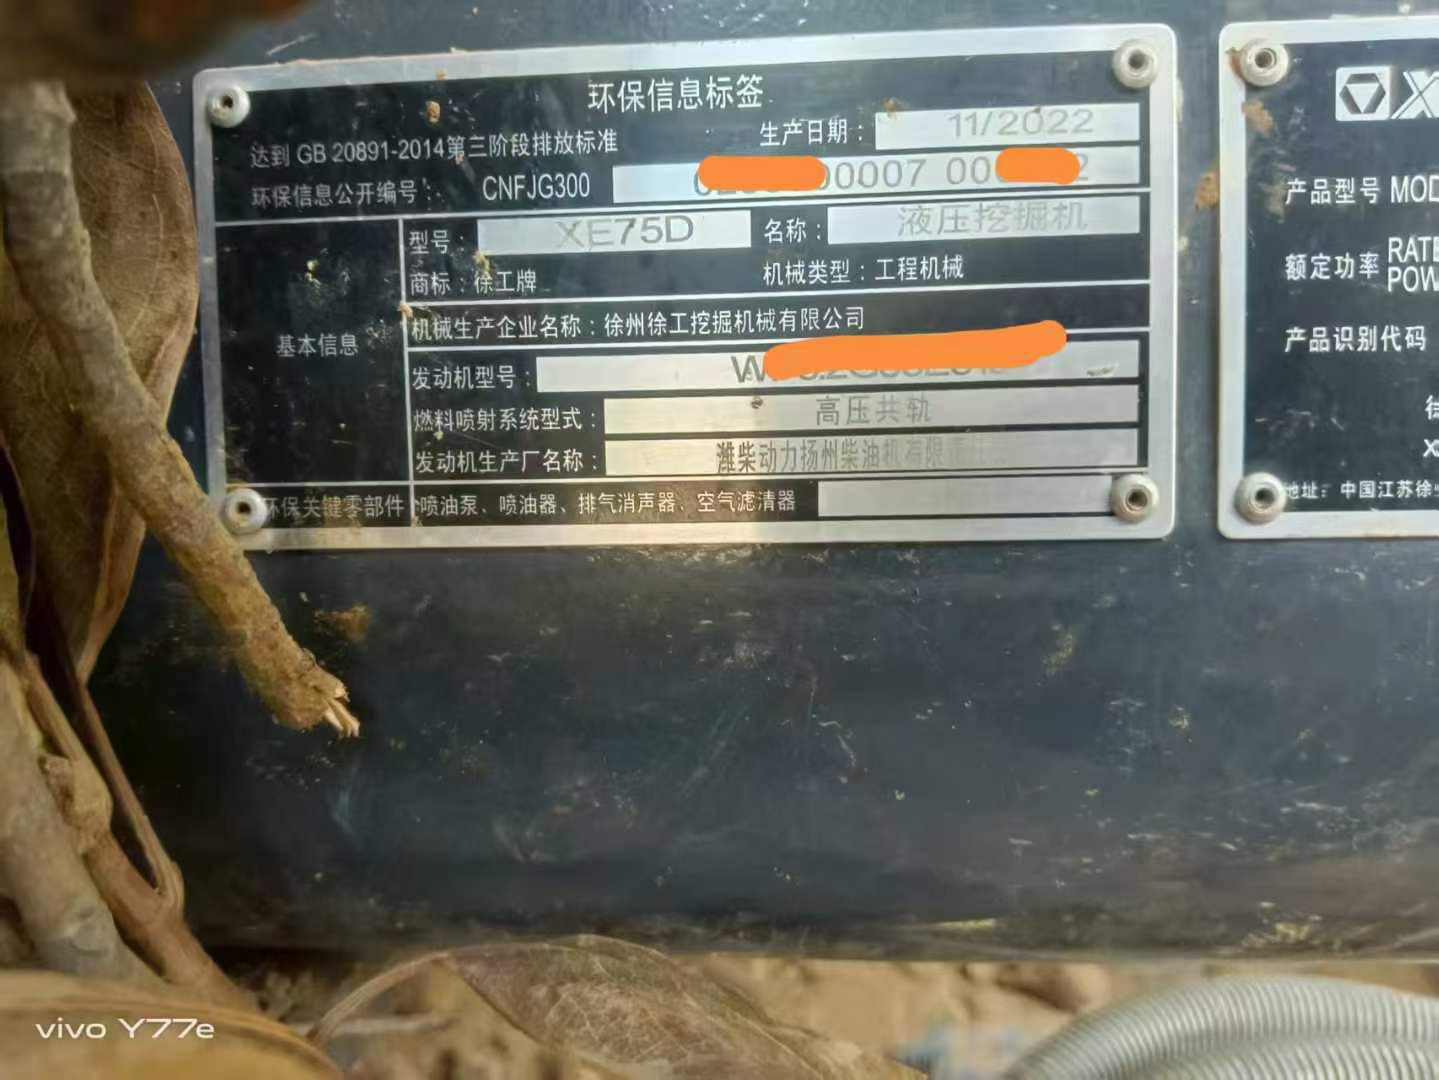 环保信息标签
达到 GB 20891-2014第三阶段排放标准
生产日期: 11/2022
环保信息公开编号: CNFJG300 00007 00
基本信息
型号: XE75D 名称: 液压挖掘机
商标: 徐工牌 机械类型: 工程机械
机械生产企业名称: 徐州徐工挖掘机械有限公司
发动机型号:
燃料喷射系统型式: 高压共轨
发动机生产厂名称: 潍柴动力扬州柴油机有限
环保关键零部件 喷油泵、喷油器、排气消声器、空气滤清器
产品型号 MOD
额定功率 RATE
POW
产品识别代码
地址: 中国江苏徐州
vivo Y77e